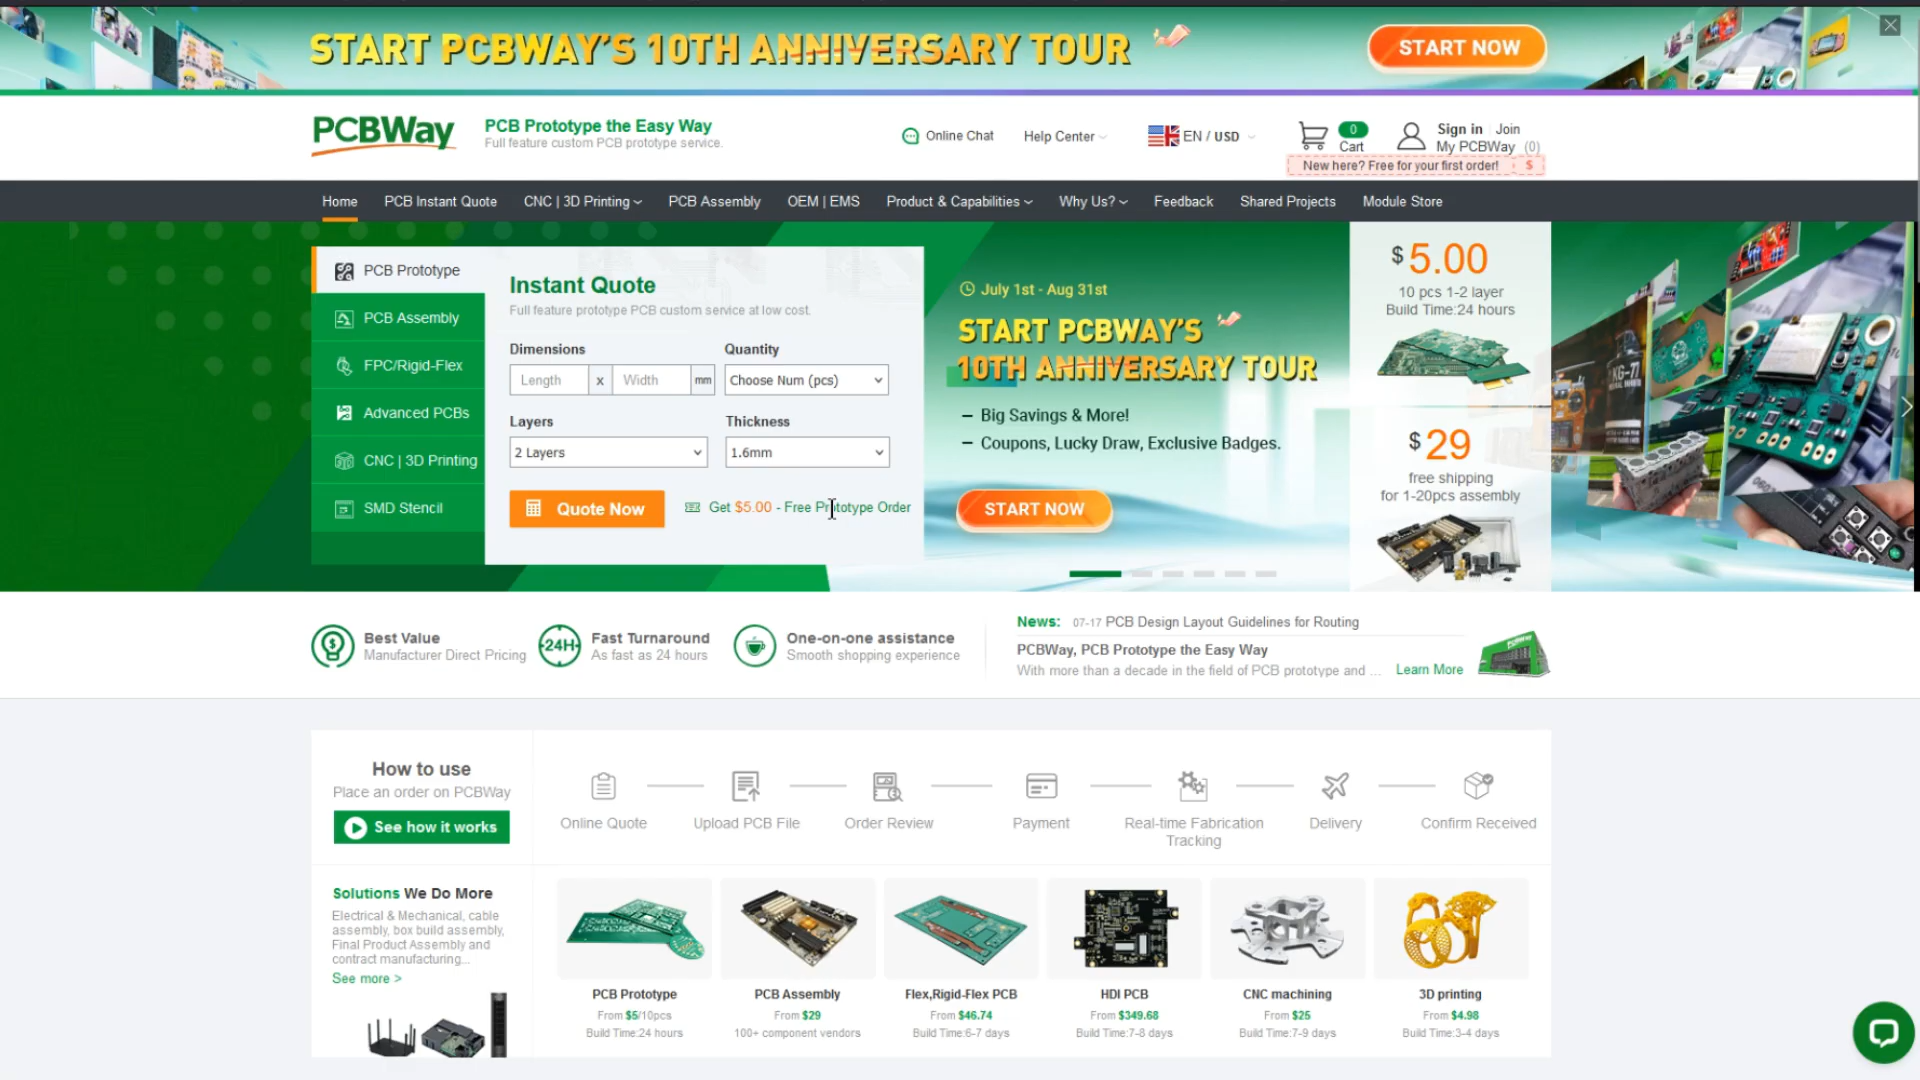 START PCBWAY'S 10TH ANNIVERSARY TOUR
START NOW
PCBWay
PCB Prototype the Easy Way
Full feature custom PCB prototype service.
Online Chat
Help Center
EN / USD
0
Cart
Sign in
Join
My PCBWay (0)
New here? Free for your first order! $
Home
PCB Instant Quote
CNC | 3D Printing
PCB Assembly
OEM | EMS
Product & Capabilities
Why Us?
Feedback
Shared Projects
Module Store
PCB Prototype
PCB Assembly
FPC/Rigid-Flex
Advanced PCBs
CNC | 3D Printing
SMD Stencil
Instant Quote
Full feature prototype PCB custom service at low cost.
Dimensions
Quantity
Length x Width mm
Choose Num (pcs)
Layers
Thickness
2 Layers
1.6mm
Quote Now
Get $5.00 - Free Prototype Order
July 1st - Aug 31st
START PCBWAY'S
10TH ANNIVERSARY TOUR
– Big Savings & More!
– Coupons, Lucky Draw, Exclusive Badges.
START NOW
$5.00
10 pcs 1-2 layer
Build Time:24 hours
$29
free shipping
for 1-20pcs assembly
KG-77
Best Value
Manufacturer Direct Pricing
24H
Fast Turnaround
As fast as 24 hours
One-on-one assistance
Smooth shopping experience
News: 07-17 PCB Design Layout Guidelines for Routing
PCBWay, PCB Prototype the Easy Way
With more than a decade in the field of PCB prototype and ...
Learn More
How to use
Place an order on PCBWay
See how it works
Online Quote
Upload PCB File
Order Review
Payment
Real-time Fabrication
Tracking
Delivery
Confirm Received
Solutions We Do More
Electrical & Mechanical, cable
assembly, box build assembly,
Final Product Assembly and
contract manufacturing...
See more >
PCB Prototype
From $5/10pcs
Build Time:24 hours
PCB Assembly
From $29
100+ component vendors
Flex,Rigid-Flex PCB
From $46.74
Build Time:6-7 days
HDI PCB
From $349.68
Build Time:7-8 days
CNC machining
From $25
Build Time:7-9 days
3D printing
From $4.98
Build Time:3-4 days